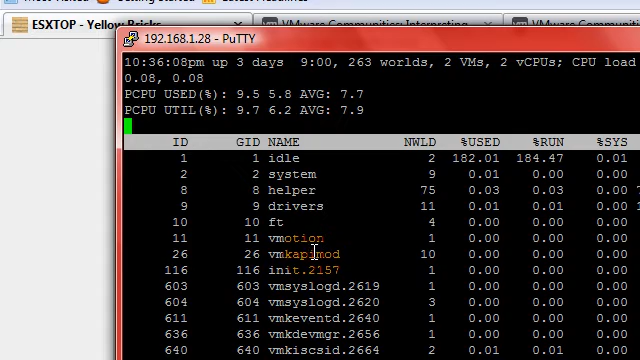 Most Visited Getting Started Latest Headlines
ESXTOP - Yellow Bricks VMware Communities: Interpreting VMware
192.168.1.28 - PuTTY
10:36:08pm up 3 days 9:00, 263 worlds, 2 VMs, 2 vCPUs; CPU load
0.08, 0.08
PCPU USED(%): 9.5 5.8 AVG: 7.7
PCPU UTIL(%): 9.7 6.2 AVG: 7.9
ID GID NAME NWLD %USED %RUN %SYS
1 1 idle 2 182.01 184.47 0.01
2 2 system 9 0.01 0.00 0.00
8 8 helper 75 0.03 0.03 0.00
9 9 drivers 11 0.01 0.01 0.00
10 10 ft 4 0.00 0.00 0.00
11 11 vmotion 1 0.00 0.00 0.00
26 26 vmkapimod 10 0.00 0.00 0.00
116 116 init.2157 1 0.00 0.00 0.00
603 603 vmsyslogd.2619 1 0.00 0.00 0.00
604 604 vmsyslogd.2620 3 0.00 0.00 0.00
611 611 vmkeventd.2640 1 0.00 0.00 0.00
636 636 vmkdevmgr.2656 1 0.00 0.00 0.00
640 640 vmkiscsid.2664 2 0.01 0.01 0.00